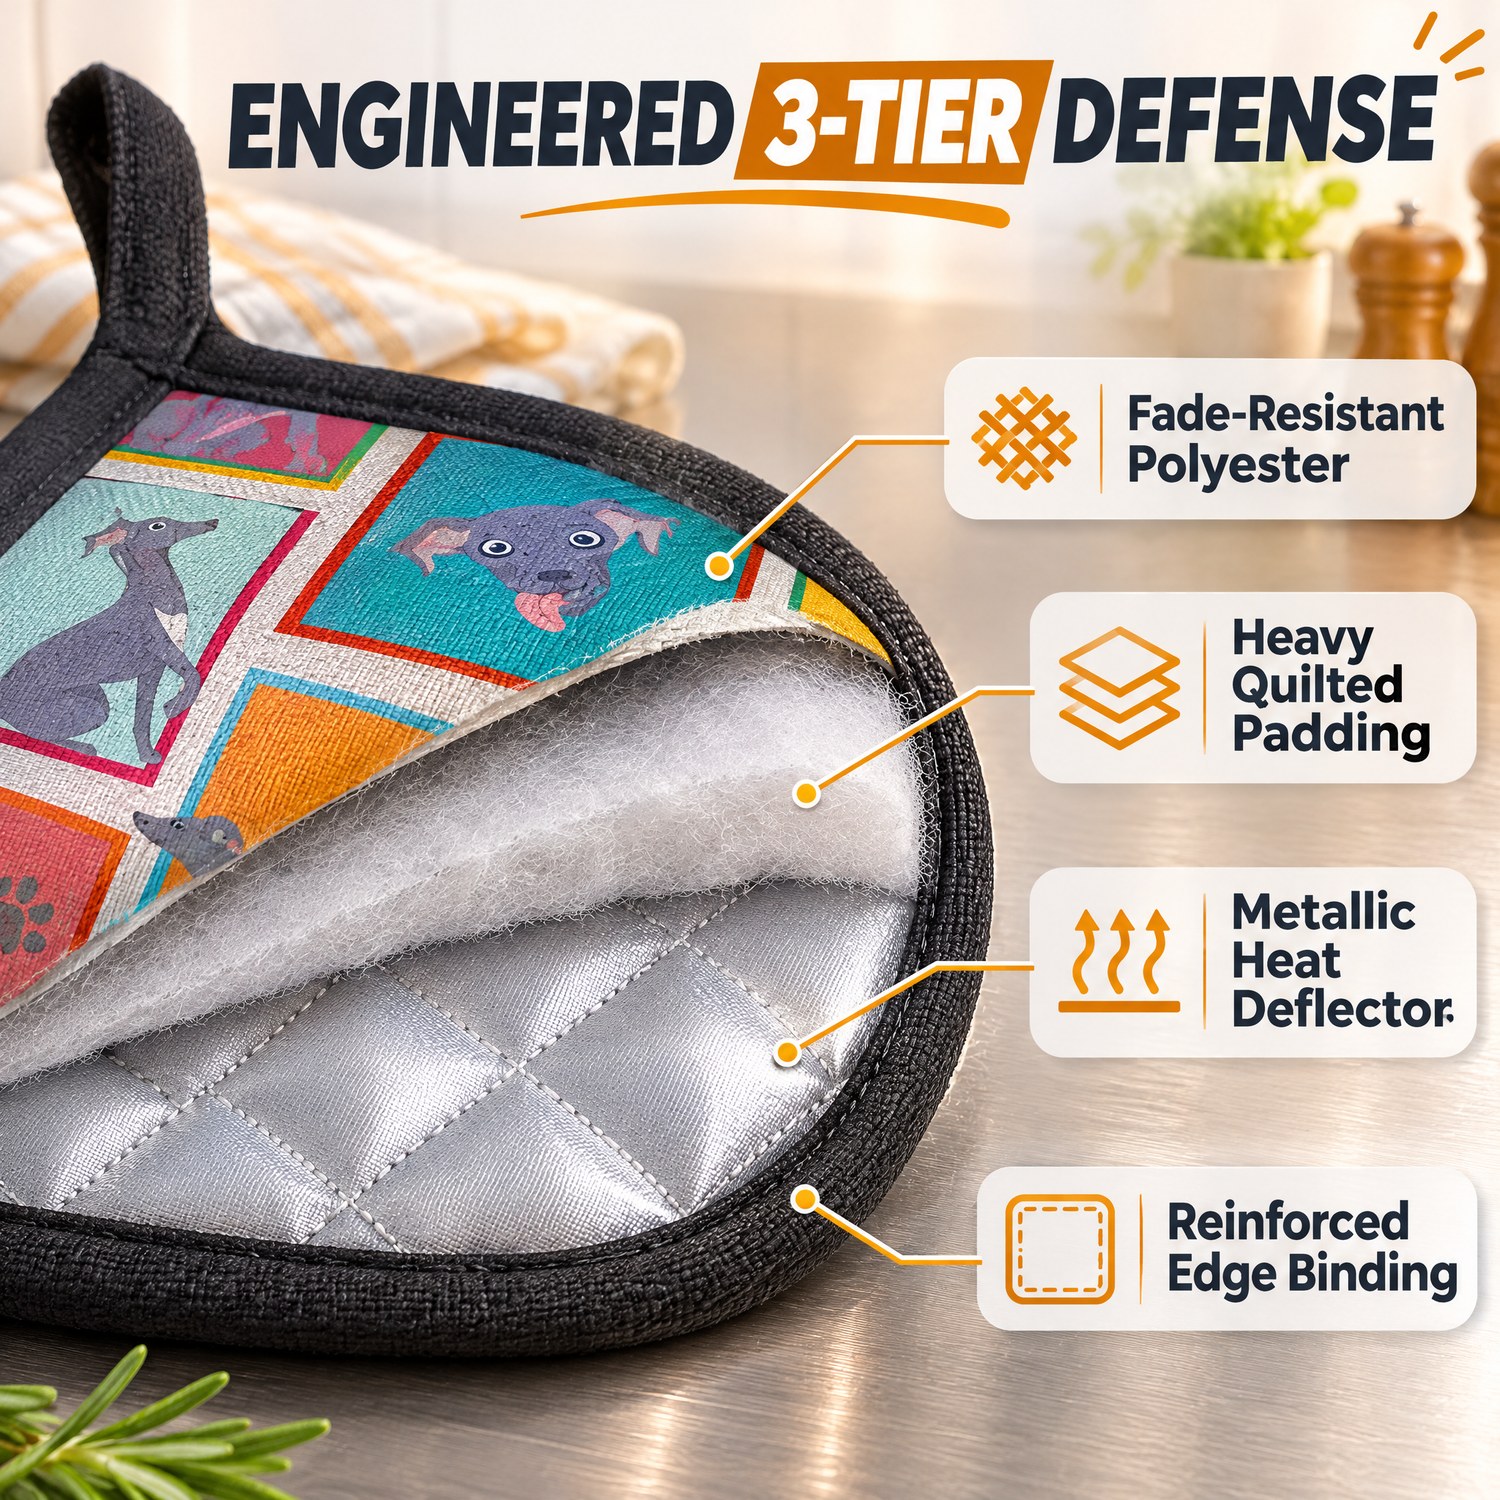 ENGINEERED 3-TIER DEFENSE
Fade-Resistant
Polyester
Heavy
Quilted
Padding
Metallic
Heat
Deflector.
Reinforced
Edge Binding